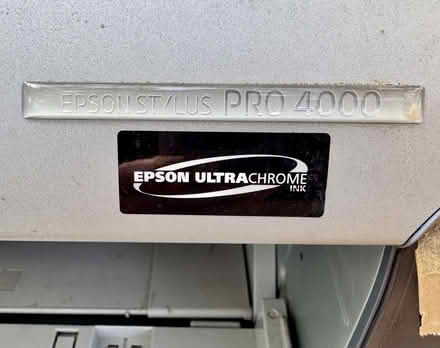 EPSON STYLUS PRO 4000
EPSON ULTRACHROME
INK